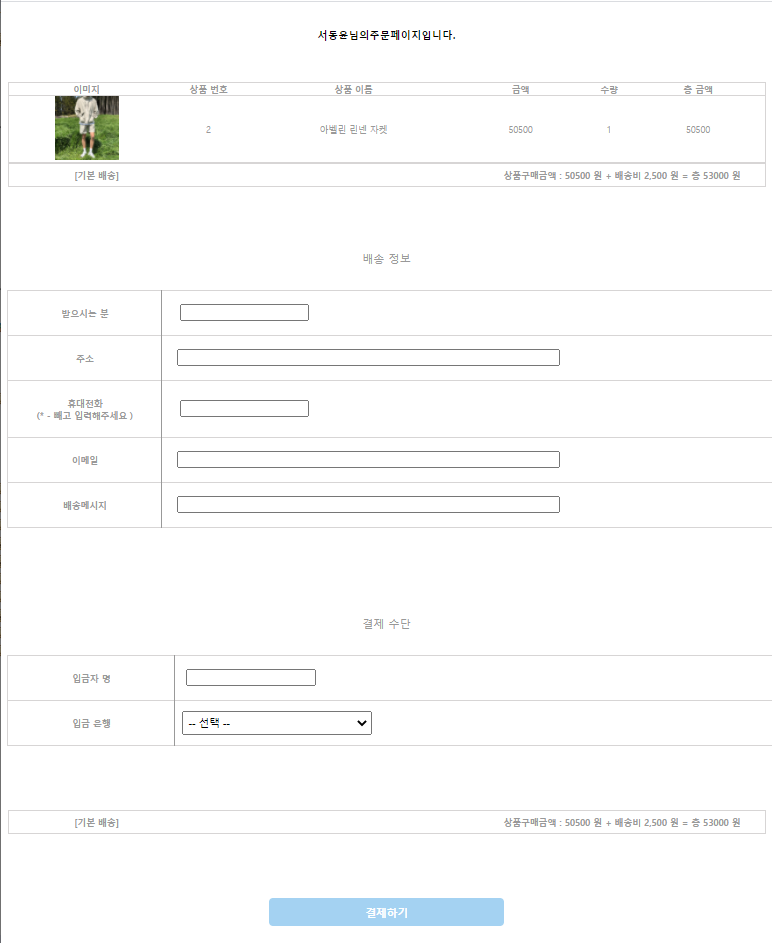 서동윤님의주문페이지입니다.
이미지 상품 번호 상품 이름 금액 수량 총 금액
2 아벨린 린넨 자켓 50500 1 50500
[기본 배송] 상품구매금액 : 50500 원 + 배송비 2,500 원 = 총 53000 원
배송 정보
받으시는 분
주소
휴대전화
(* - 빼고 입력해주세요 )
이메일
배송메시지
결제 수단
입금자 명
입금 은행 -- 선택 --
[기본 배송] 상품구매금액 : 50500 원 + 배송비 2,500 원 = 총 53000 원
결제하기